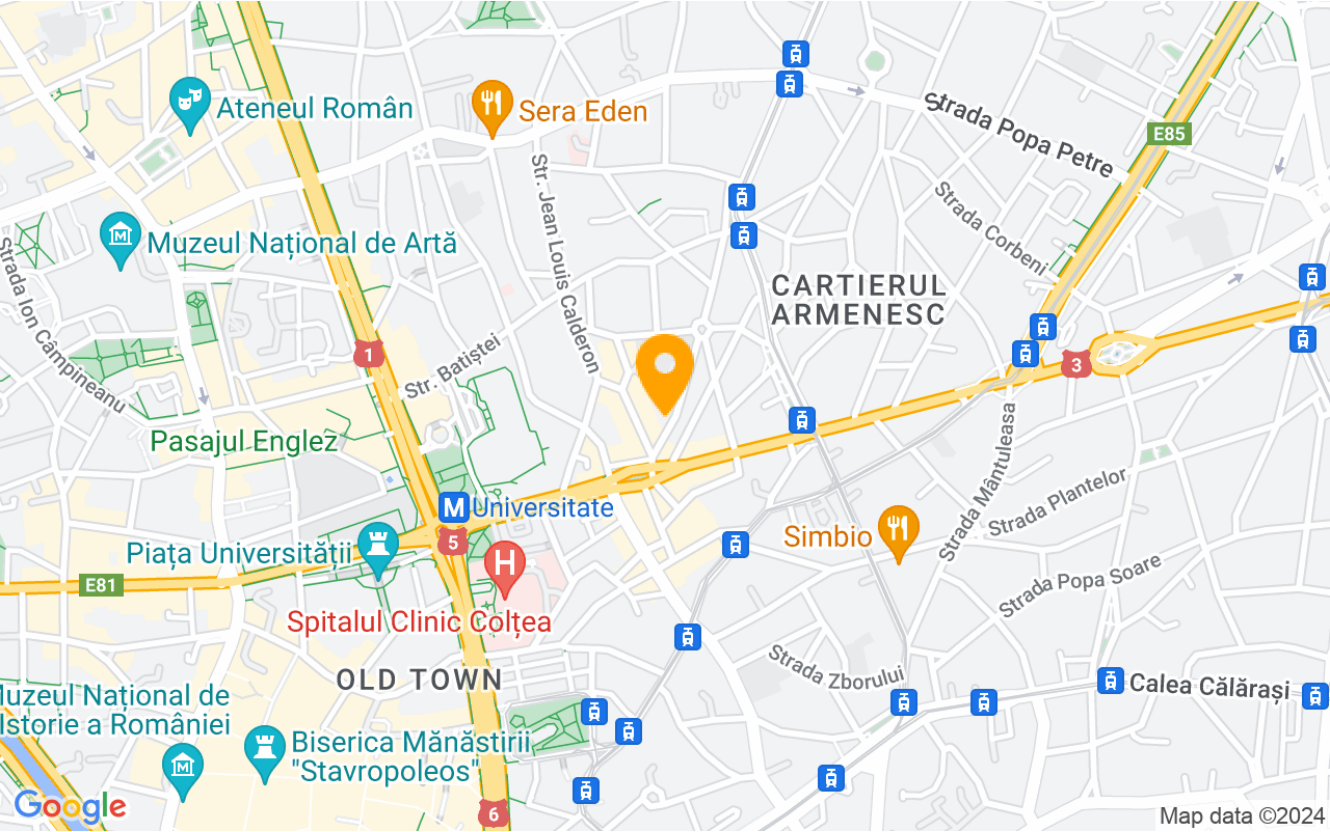 Ateneul Român
Sera Eden
Strada Popa Petre
E85
Strada Corbeni
Str. Jean Louis Calderon
Muzeul Național de Artă
Strada Ion Câmpineanu
CARTIERUL
ARMENESC
1
Str. Batiștei
3
Pasajul Englez
Strada Mântuleasa
Strada Plantelor
M
Universitate
Simbio
5
Piața Universității
H
E81
Strada Popa Soare
Spitalul Clinic Colțea
OLD TOWN
Strada Zborului
Calea Călărași
Muzeul Național de
Istorie a României
Biserica Mănăstirii
"Stavropoleos"
6
Google
Map data ©2024